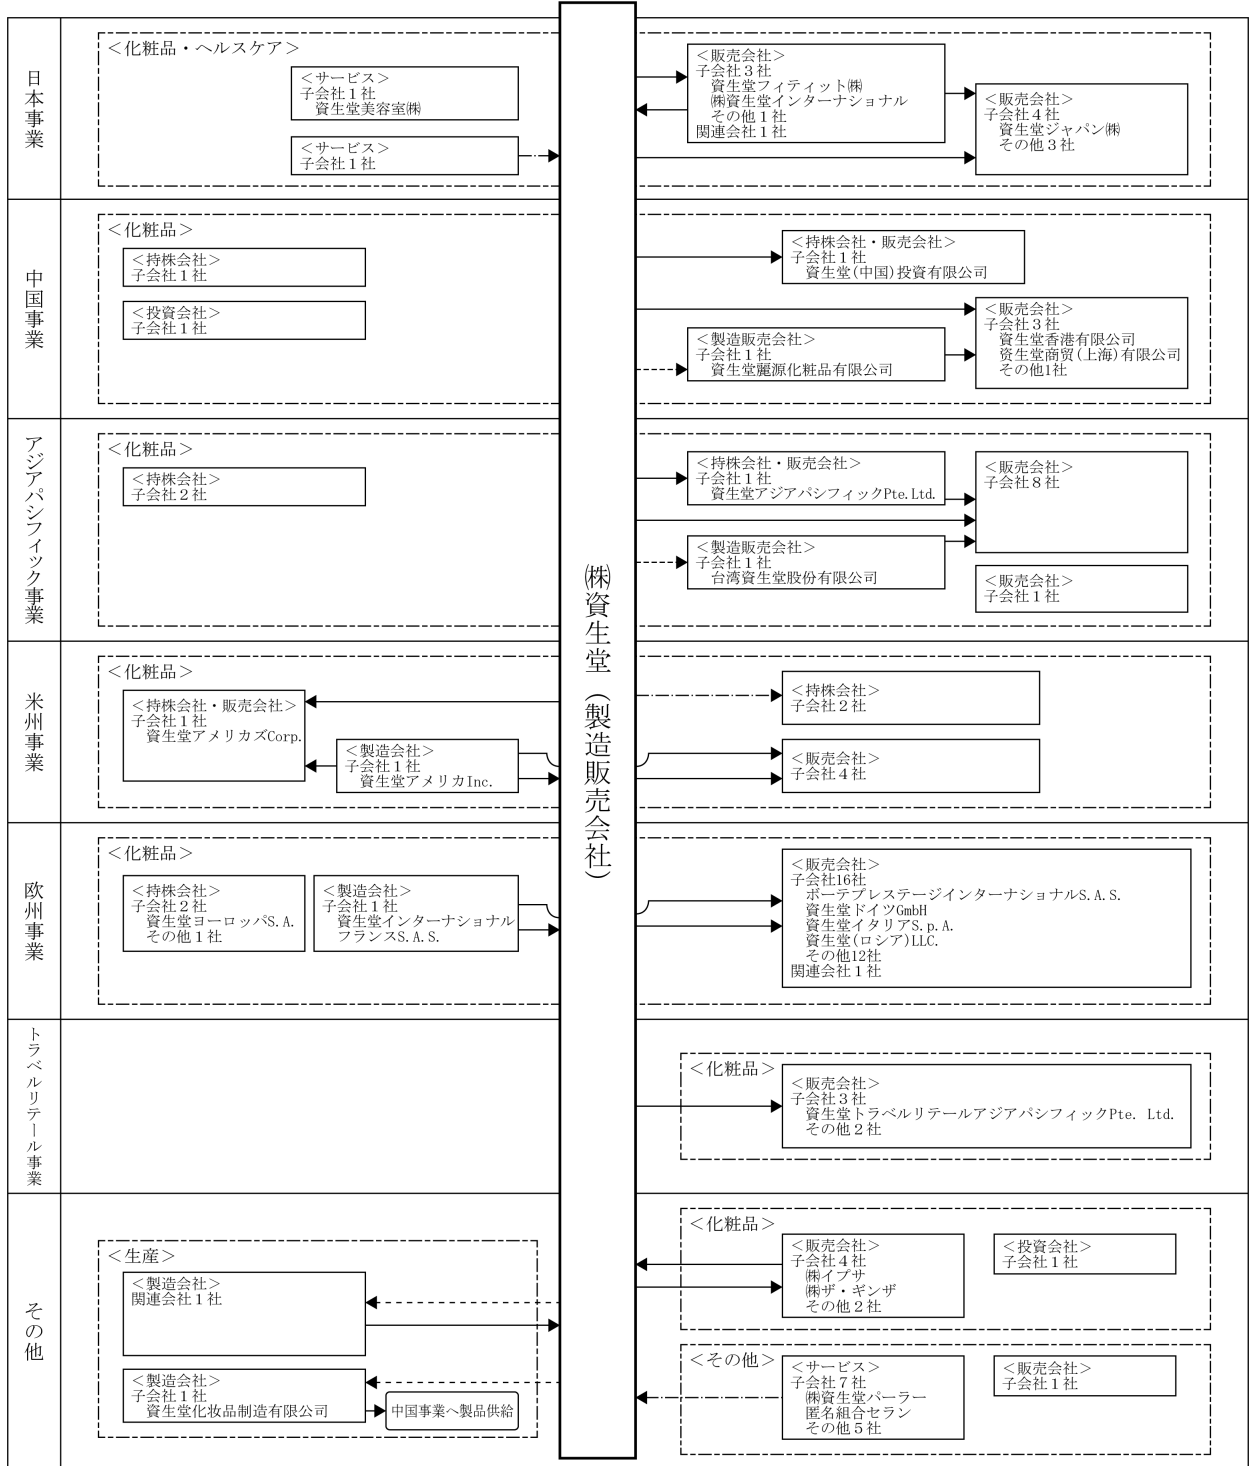 日本事業
＜化粧品・ヘルスケア＞
＜サービス＞
子会社１社
資生堂美容室㈱
＜サービス＞
子会社１社
＜販売会社＞
子会社３社
資生堂フィティット㈱
㈱資生堂インターナショナル
その他１社
関連会社１社
＜販売会社＞
子会社４社
資生堂ジャパン㈱
その他３社
中国事業
＜化粧品＞
＜持株会社＞
子会社１社
＜投資会社＞
子会社１社
＜持株会社・販売会社＞
子会社１社
資生堂(中国)投資有限公司
＜製造販売会社＞
子会社１社
資生堂麗源化粧品有限公司
＜販売会社＞
子会社３社
資生堂香港有限公司
资生堂商贸(上海)有限公司
その他1社
アジアパシフィック事業
＜化粧品＞
＜持株会社＞
子会社２社
＜持株会社・販売会社＞
子会社１社
資生堂アジアパシフィックPte.Ltd.
＜製造販売会社＞
子会社１社
台湾資生堂股份有限公司
＜販売会社＞
子会社８社
＜販売会社＞
子会社１社
㈱資生堂（製造販売会社）
米州事業
＜化粧品＞
＜持株会社・販売会社＞
子会社１社
資生堂アメリカズCorp.
＜製造会社＞
子会社１社
資生堂アメリカInc.
＜持株会社＞
子会社２社
＜販売会社＞
子会社４社
欧州事業
＜化粧品＞
＜持株会社＞
子会社２社
資生堂ヨーロッパS.A.
その他１社
＜製造会社＞
子会社１社
資生堂インターナショナル
フランスS.A.S.
＜販売会社＞
子会社16社
ボーテプレステージインターナショナルS.A.S.
資生堂ドイツGmbH
資生堂イタリアS.p.A.
資生堂(ロシア)LLC.
その他12社
関連会社１社
トラベルリテール事業
＜化粧品＞
＜販売会社＞
子会社３社
資生堂トラベルリテールアジアパシフィックPte. Ltd.
その他２社
その他
＜生産＞
＜製造会社＞
関連会社１社
＜製造会社＞
子会社１社
資生堂化妆品制造有限公司
中国事業へ製品供給
＜化粧品＞
＜販売会社＞
子会社４社
㈱イプサ
㈱ザ・ギンザ
その他２社
＜投資会社＞
子会社１社
＜その他＞
＜サービス＞
子会社７社
㈱資生堂パーラー
匿名組合セラン
その他５社
＜販売会社＞
子会社１社